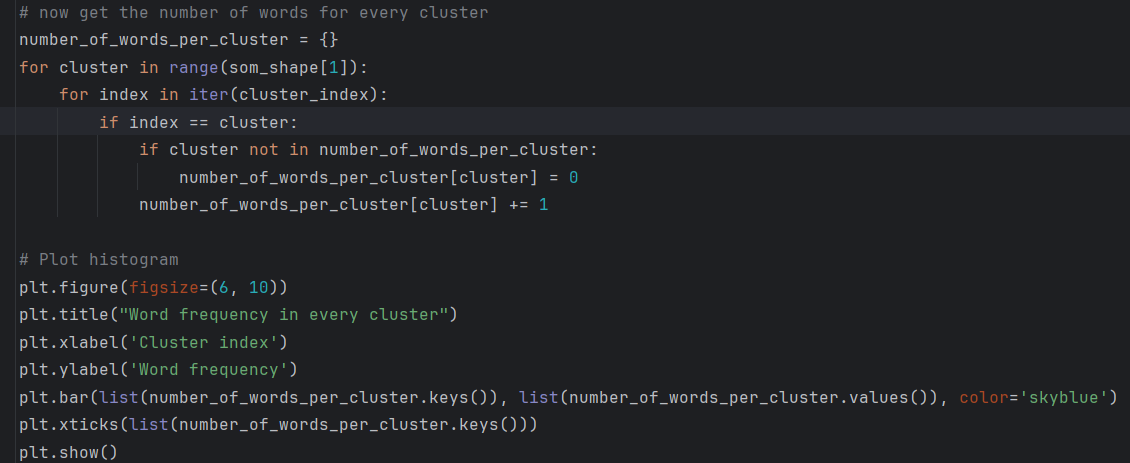 # now get the number of words for every cluster
number_of_words_per_cluster = {}
for cluster in range(som_shape[1]):
    for index in iter(cluster_index):
        if index == cluster:
            if cluster not in number_of_words_per_cluster:
                number_of_words_per_cluster[cluster] = 0
            number_of_words_per_cluster[cluster] += 1

# Plot histogram
plt.figure(figsize=(6, 10))
plt.title("Word frequency in every cluster")
plt.xlabel('Cluster index')
plt.ylabel('Word frequency')
plt.bar(list(number_of_words_per_cluster.keys()), list(number_of_words_per_cluster.values()), color='skyblue')
plt.xticks(list(number_of_words_per_cluster.keys()))
plt.show()